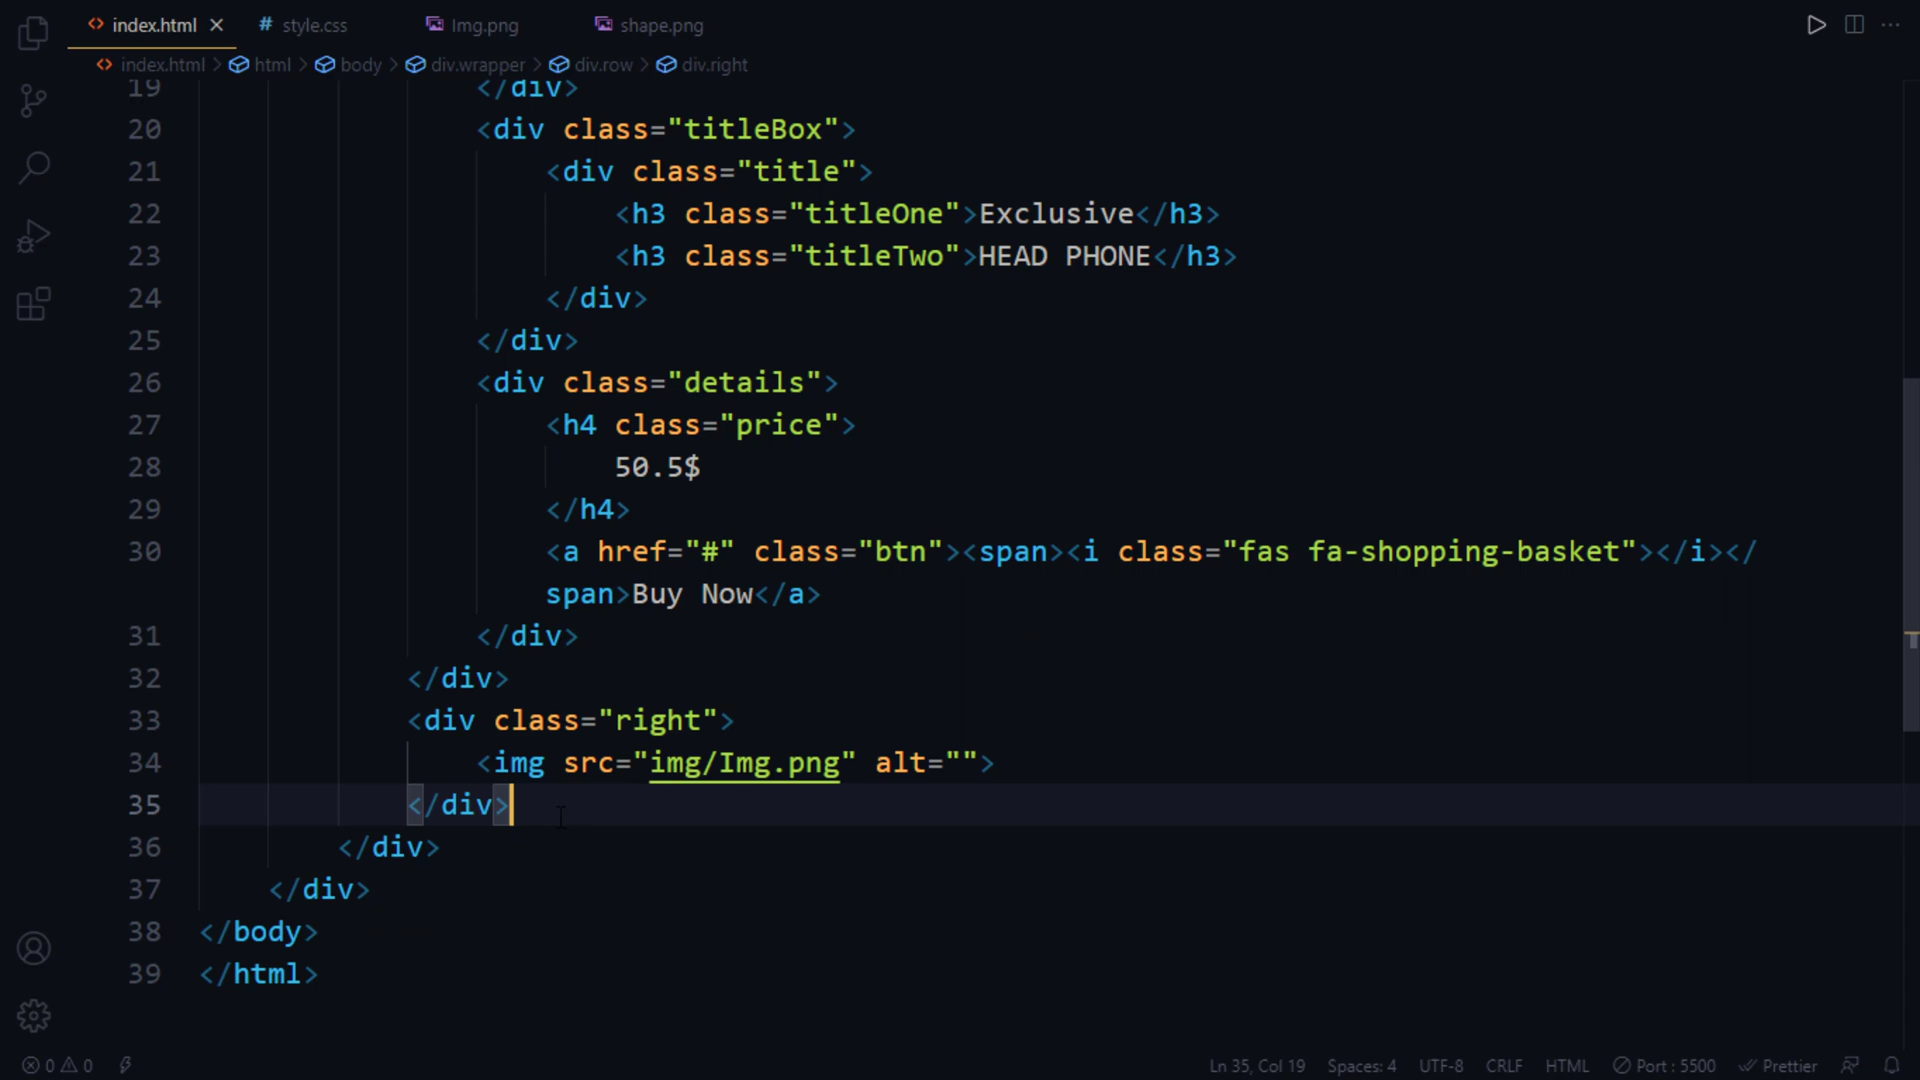 index.html
style.css
Img.png
shape.png
index.html > html > body > div.wrapper > div.row > div.right
19 </div>
20 <div class="titleBox">
21 <div class="title">
22 <h3 class="titleOne">Exclusive</h3>
23 <h3 class="titleTwo">HEAD PHONE</h3>
24 </div>
25 </div>
26 <div class="details">
27 <h4 class="price">
28 50.5$
29 </h4>
30 <a href="#" class="btn"><span><i class="fas fa-shopping-basket"></i></
span>Buy Now</a>
31 </div>
32 </div>
33 <div class="right">
34 <img src="img/Img.png" alt="">
35 </div>
36 </div>
37 </div>
38 </body>
39 </html>
0 0 Ln 35, Col 19 Spaces: 4 UTF-8 CRLF HTML Port : 5500 Prettier